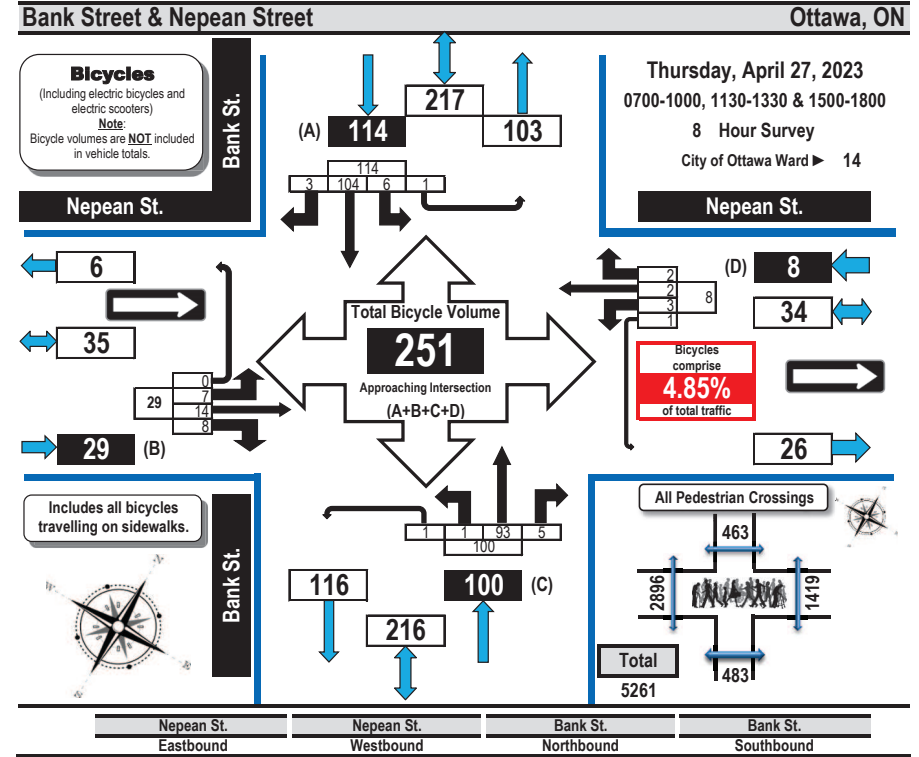 Bank Street & Nepean Street Ottawa, ON
Bicycles
(Including electric bicycles and
electric scooters)
Note:
Bicycle volumes are NOT included
in vehicle totals.
Bank St.
Nepean St.
217
(A) 114 103
114
3 104 6 1
Thursday, April 27, 2023
0700-1000, 1130-1330 & 1500-1800
8 Hour Survey
City of Ottawa Ward ► 14
Nepean St.
6
35
0
7
14
8
29
29 (B)
Total Bicycle Volume
251
Approaching Intersection
(A+B+C+D)
2
2
3
1
8
(D) 8
34
Bicycles
comprise
4.85%
of total traffic
26
Includes all bicycles
travelling on sidewalks.
Bank St.
N
E
S
W
1 1 93 5
100
116 100 (C)
216
All Pedestrian Crossings
463
2896
1419
483
Total
5261
Nepean St. Nepean St. Bank St. Bank St.
Eastbound Westbound Northbound Southbound